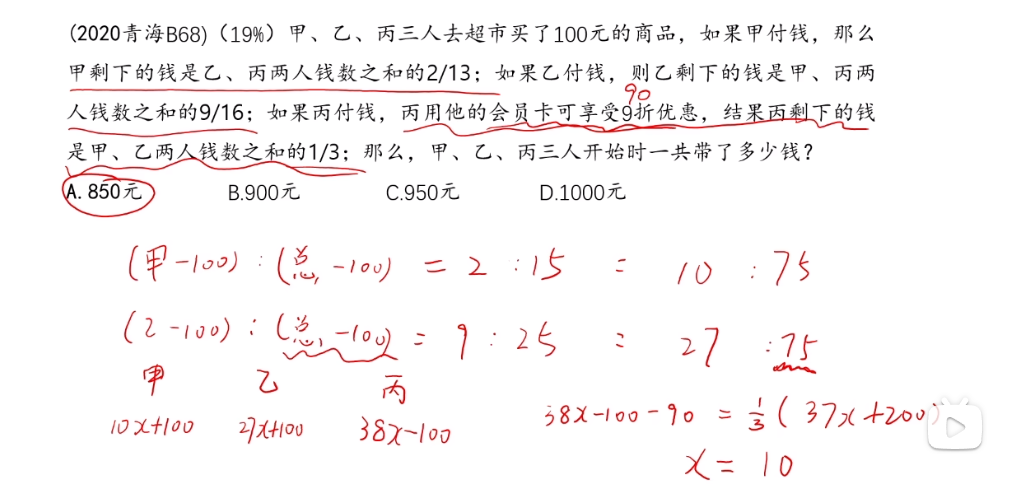 (2020青海B68)（19%）甲、乙、丙三人去超市买了100元的商品，如果甲付钱，那么
甲剩下的钱是乙、丙两人钱数之和的2/13；如果乙付钱，则乙剩下的钱是甲、丙两
90
人钱数之和的9/16；如果丙付钱，丙用他的会员卡可享受9折优惠，结果丙剩下的钱
是甲、乙两人钱数之和的1/3；那么，甲、乙、丙三人开始时一共带了多少钱？
A. 850元 B.900元 C.950元 D.1000元
(甲-100) : (总-100) = 2 : 15 = 10 : 75
(乙-100) : (总-100) = 9 : 25 = 27 : 75
甲 乙 丙
10x+100 27x+100 38x-100 38x-100-90 = 1/3 (37x+200)
x = 10